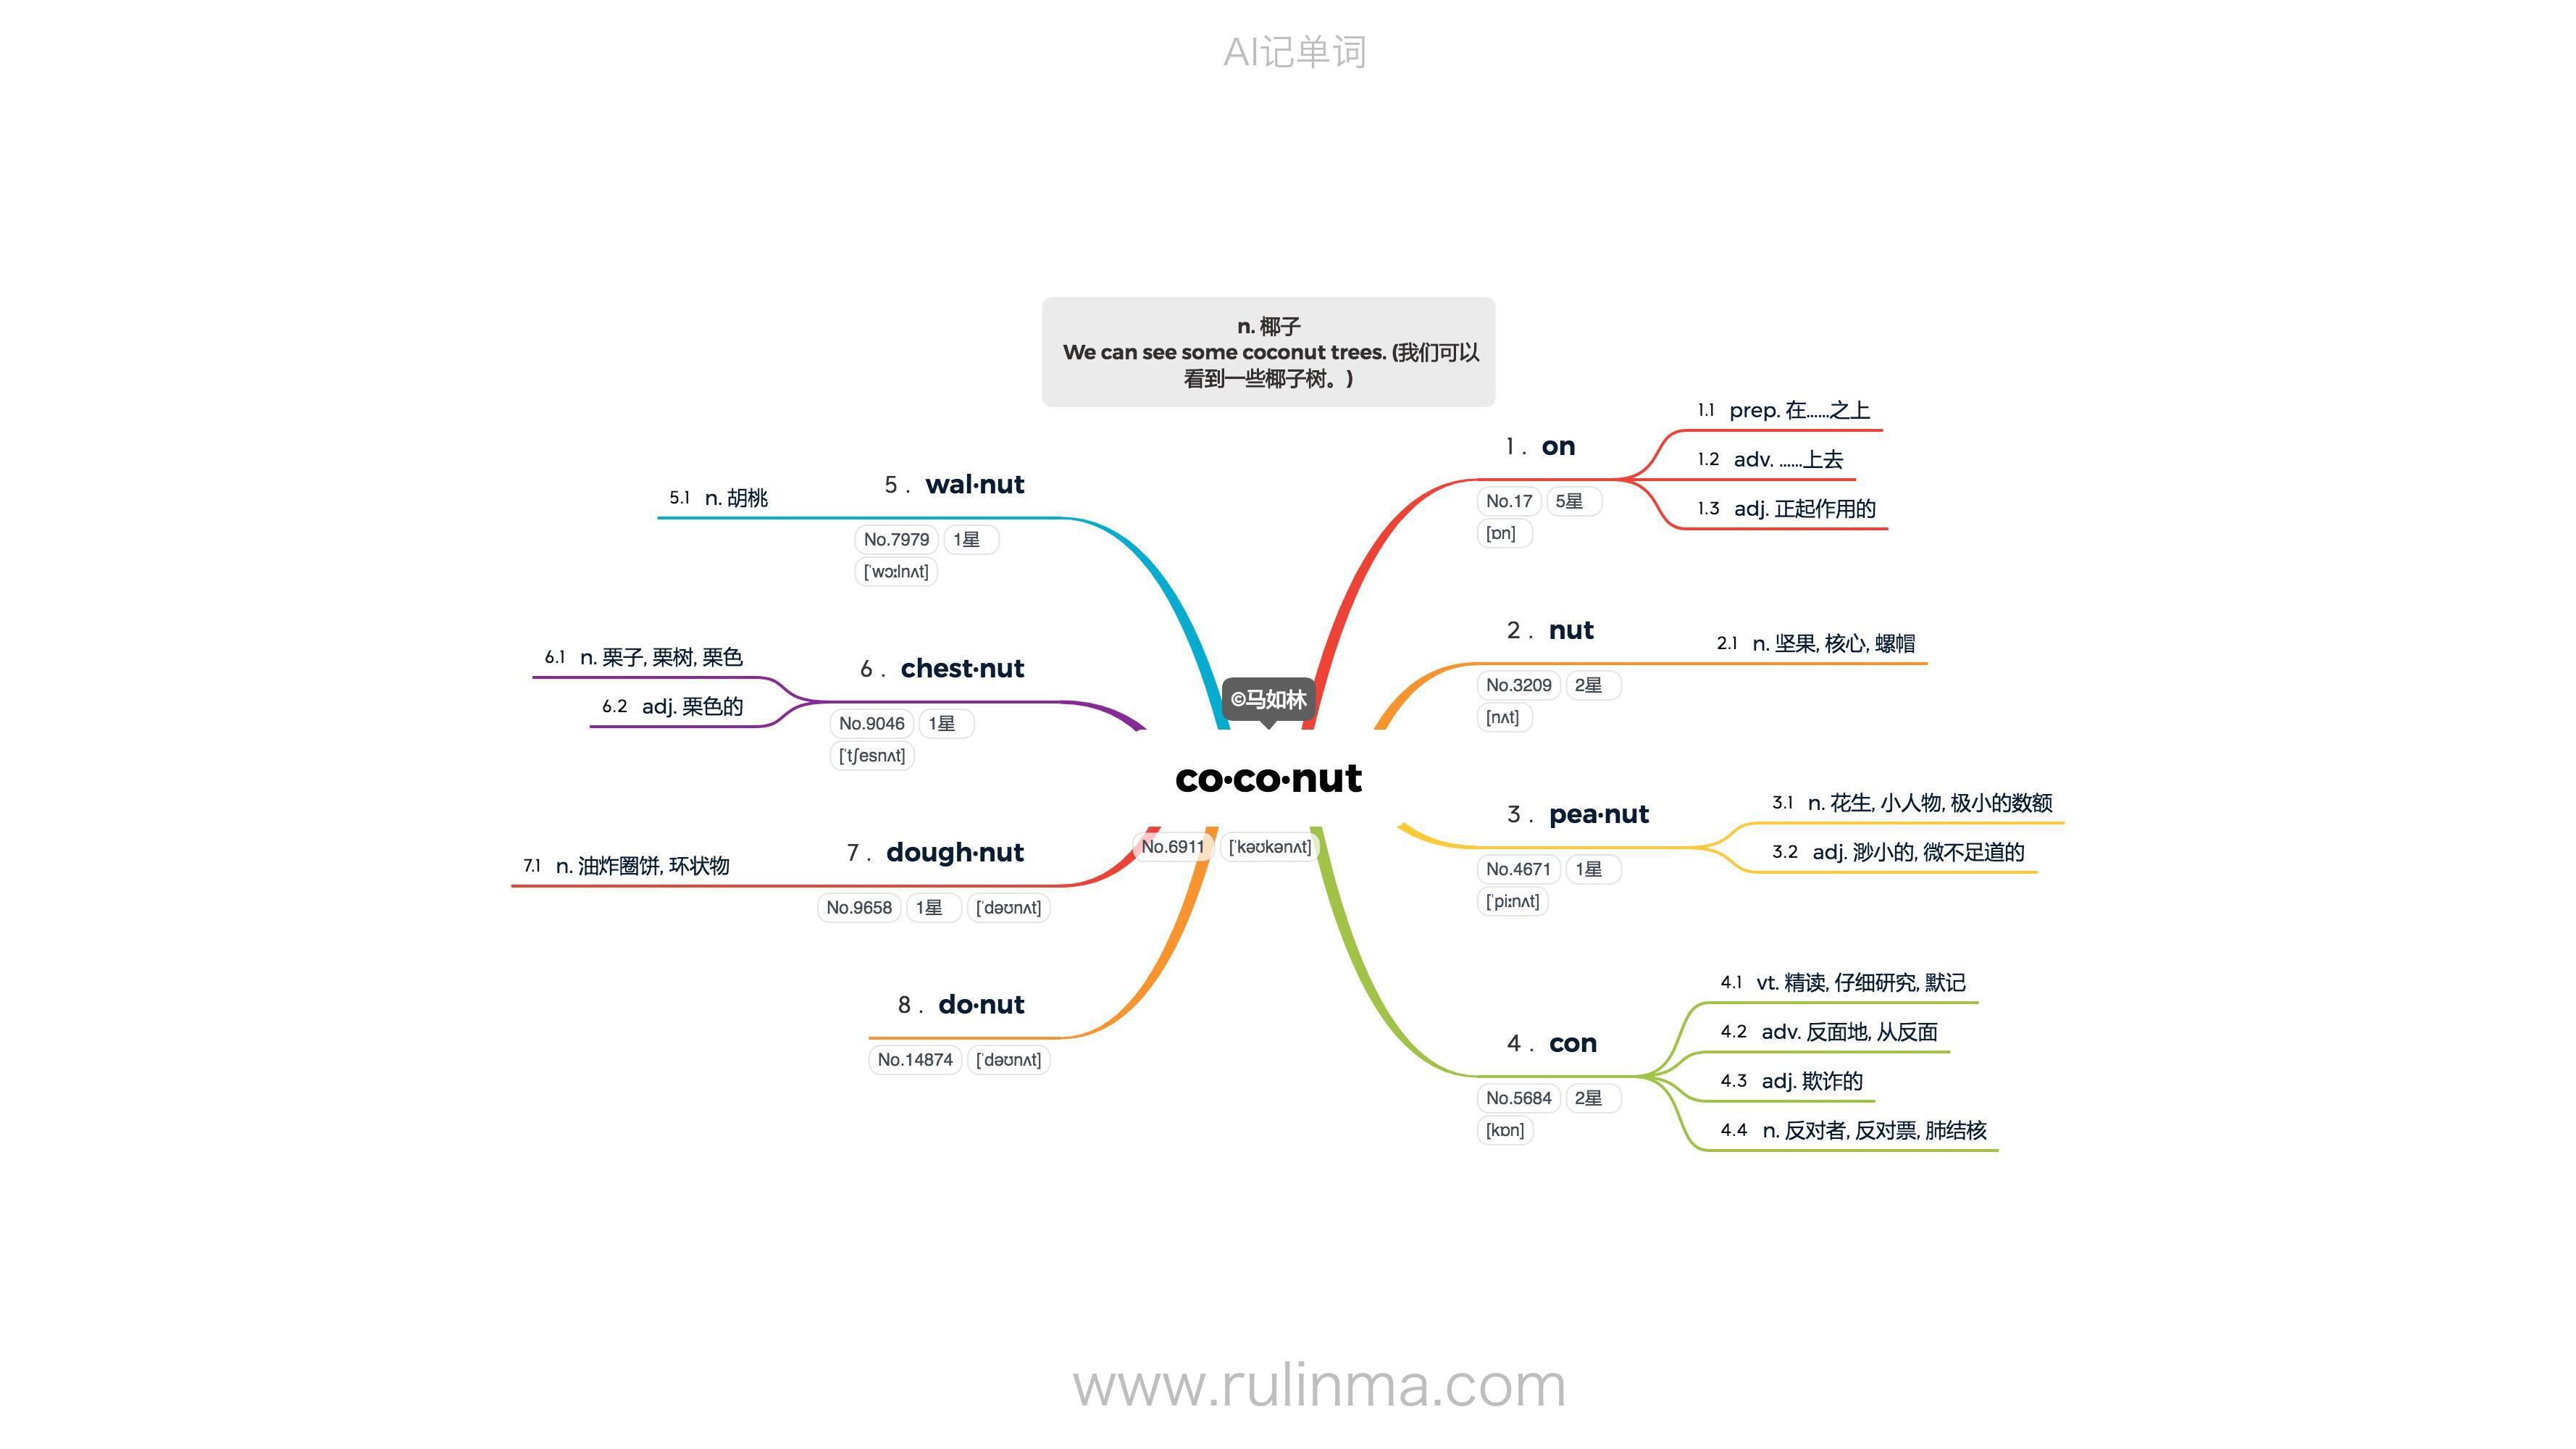 AI记单词
n. 椰子
We can see some coconut trees. (我们可以
看到一些椰子树。)
©马如林
co·co·nut
No.6911 [ˈkəʊkənʌt]
1. on
No.17 5星
[ɒn]
1.1 prep. 在……之上
1.2 adv. ……上去
1.3 adj. 正起作用的
2. nut
No.3209 2星
[nʌt]
2.1 n. 坚果, 核心, 螺帽
3. pea·nut
No.4671 1星
[ˈpiːnʌt]
3.1 n. 花生, 小人物, 极小的数额
3.2 adj. 渺小的, 微不足道的
4. con
No.5684 2星
[kɒn]
4.1 vt. 精读, 仔细研究, 默记
4.2 adv. 反面地, 从反面
4.3 adj. 欺诈的
4.4 n. 反对者, 反对票, 肺结核
5. wal·nut
No.7979 1星
[ˈwɔːlnʌt]
5.1 n. 胡桃
6. chest·nut
No.9046 1星
[ˈtʃesnʌt]
6.1 n. 栗子, 栗树, 栗色
6.2 adj. 栗色的
7. dough·nut
No.9658 1星 [ˈdəʊnʌt]
7.1 n. 油炸圈饼, 环状物
8. do·nut
No.14874 [ˈdəʊnʌt]
www.rulinma.com